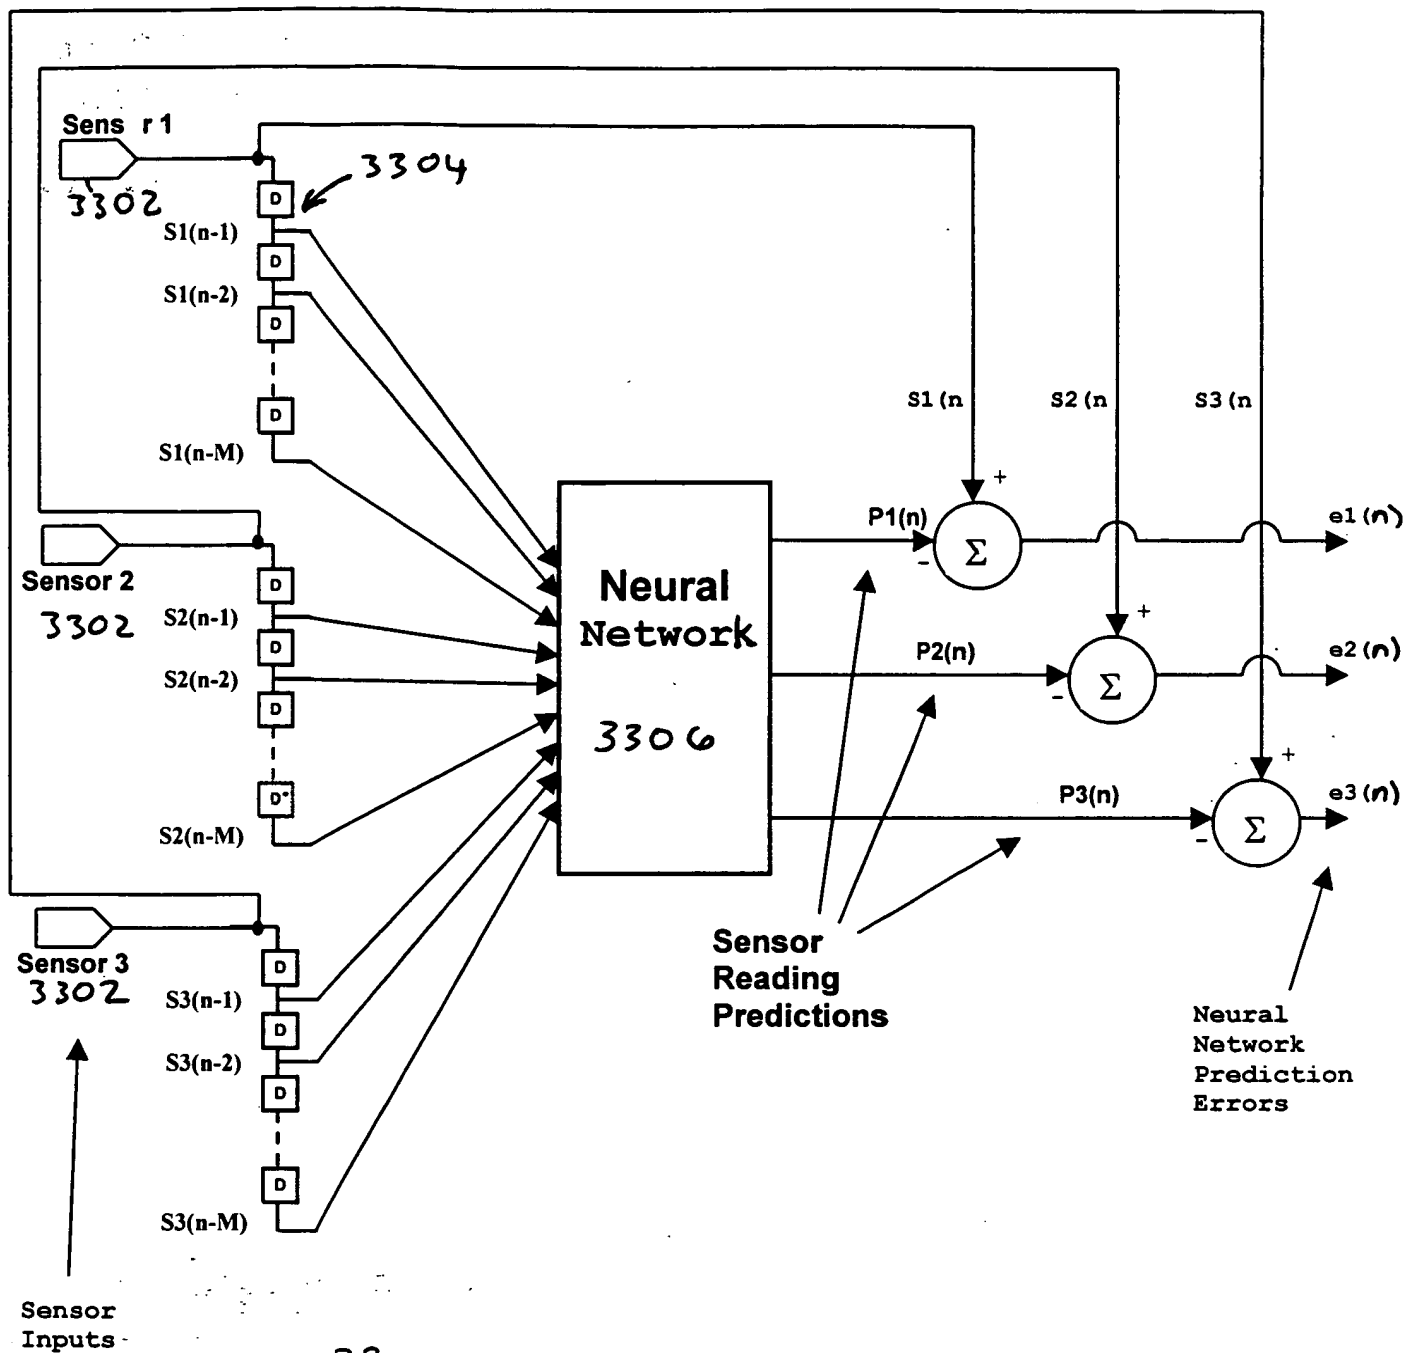 Sens r 1
3302
3304
D
S1(n-1)
D
S1(n-2)
D
D
S1(n-M)
S1(n
S2(n
S3(n
+
Sensor 2
3302
D
S2(n-1)
D
S2(n-2)
D
D
S2(n-M)
Neural
Network
3306
P1(n)
-
Σ
e1(n)
+
P2(n)
-
Σ
e2(n)
+
P3(n)
-
Σ
e3(n)
Sensor 3
3302
D
S3(n-1)
D
S3(n-2)
D
D
S3(n-M)
Sensor
Reading
Predictions
Neural
Network
Prediction
Errors
Sensor
Inputs